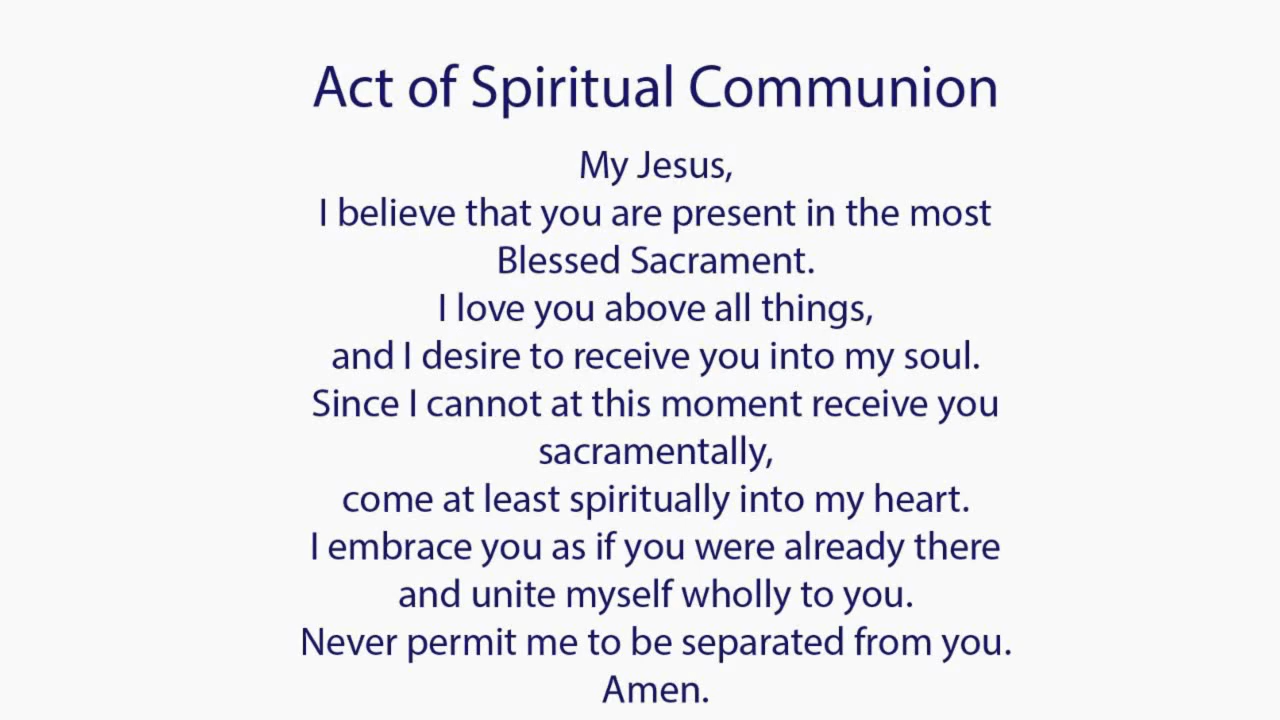 Act of Spiritual Communion
My Jesus,
I believe that you are present in the most
Blessed Sacrament.
I love you above all things,
and I desire to receive you into my soul.
Since I cannot at this moment receive you
sacramentally,
come at least spiritually into my heart.
I embrace you as if you were already there
and unite myself wholly to you.
Never permit me to be separated from you.
Amen.